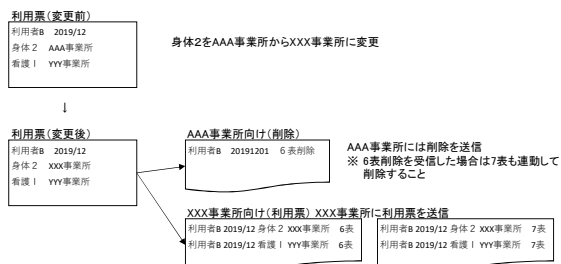 利用票(変更前)
利用者B 2019/12
身体2 AAA事業所
看護Ⅰ YYY事業所
身体2をAAA事業所からXXX事業所に変更
↓
利用票(変更後)
利用者B 2019/12
身体2 XXX事業所
看護Ⅰ YYY事業所
AAA事業所向け(削除)
利用者B 20191201 6表削除
AAA事業所には削除を送信
※ 6表削除を受信した場合は7表も連動して
削除すること
XXX事業所向け(利用票) XXX事業所に利用票を送信
利用者B 2019/12 身体2 XXX事業所 6表
利用者B 2019/12 看護Ⅰ YYY事業所 6表
利用者B 2019/12 身体2 XXX事業所 7表
利用者B 2019/12 看護Ⅰ YYY事業所 7表